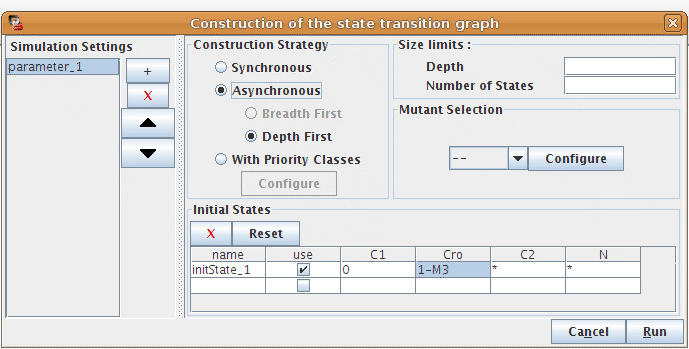 Construction of the state transition graph
Simulation Settings
parameter_1
+
X
Construction Strategy
Synchronous
Asynchronous
Breadth First
Depth First
With Priority Classes
Configure
Size limits :
Depth
Number of States
Mutant Selection
--
Configure
Initial States
X Reset
name use C1 Cro C2 N
initState_1 0 1-M3 * *
Cancel Run